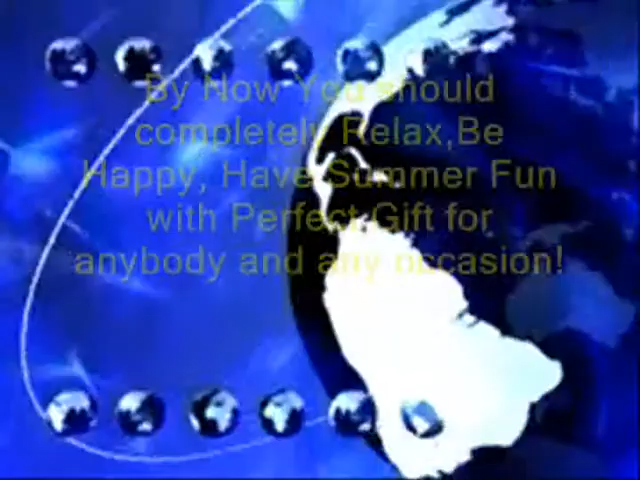 By Now You should
completely Relax,Be
Happy, Have Summer Fun
with Perfect Gift for
anybody and any occasion!